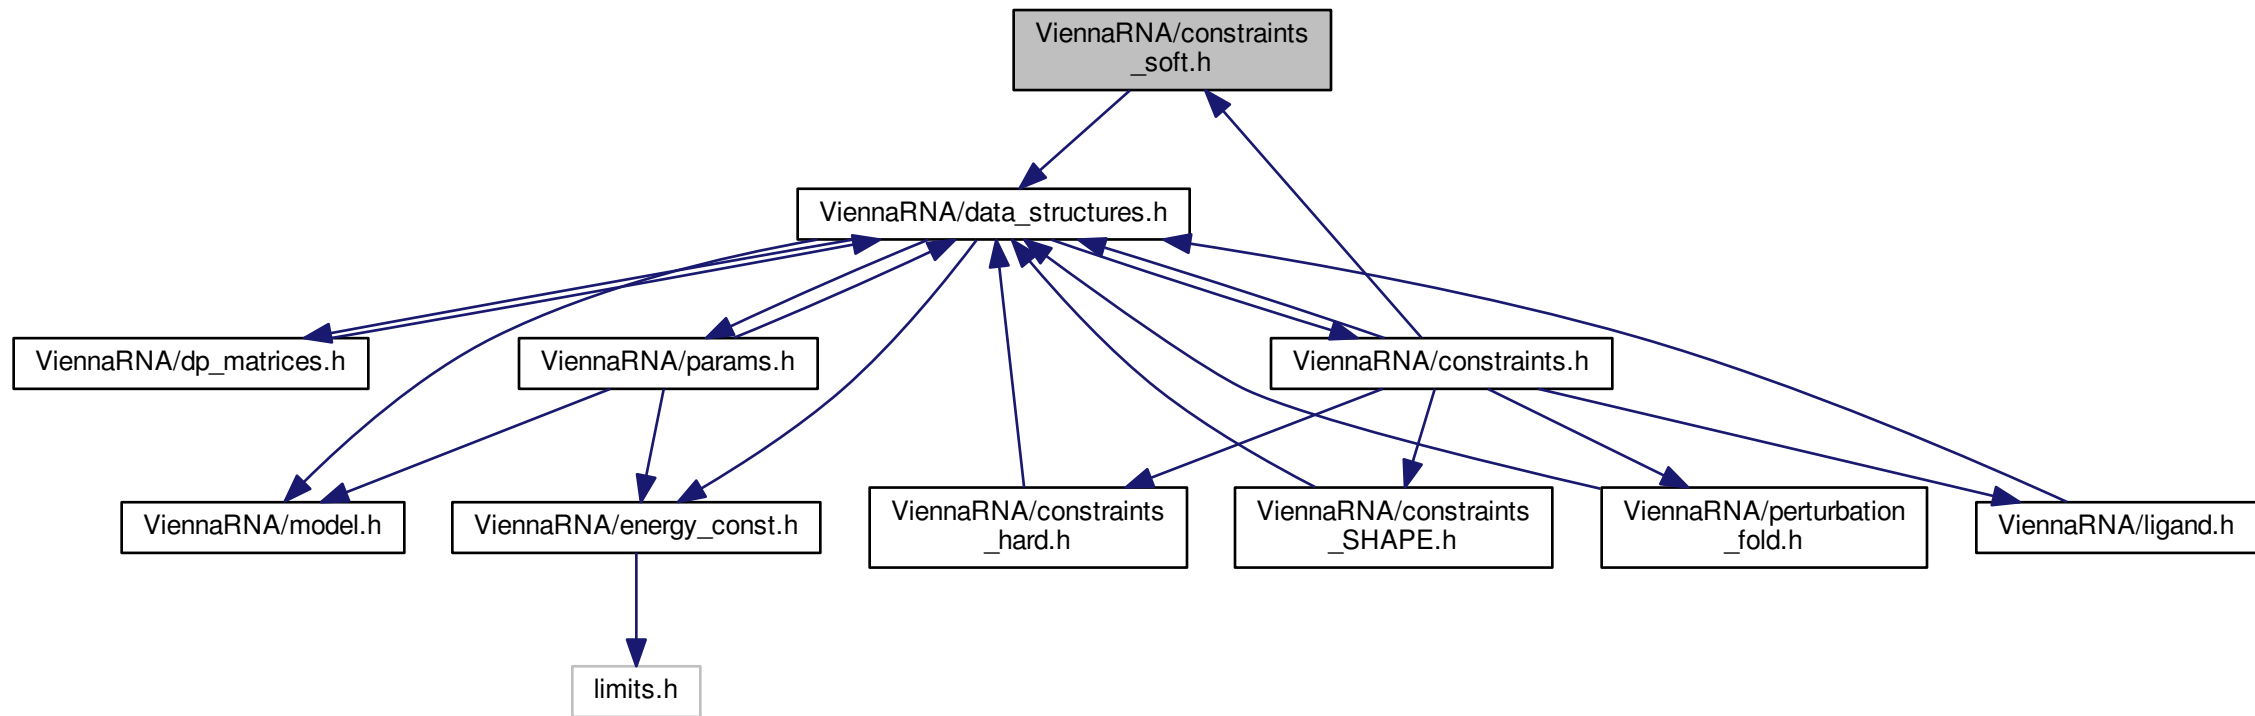 ViennaRNA/constraints
_soft.h
ViennaRNA/data_structures.h
ViennaRNA/dp_matrices.h
ViennaRNA/params.h
ViennaRNA/constraints.h
ViennaRNA/model.h
ViennaRNA/energy_const.h
ViennaRNA/constraints
_hard.h
ViennaRNA/constraints
_SHAPE.h
ViennaRNA/perturbation
_fold.h
ViennaRNA/ligand.h
limits.h